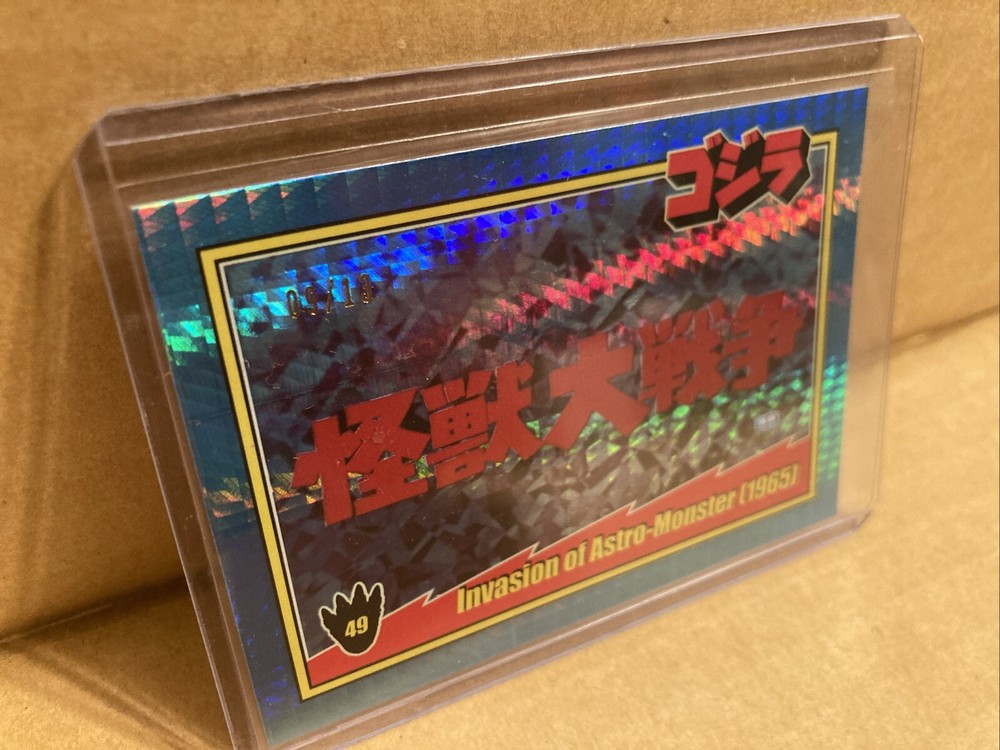 ゴジラ
怪獣大戦争
Invasion of Astro-Monster (1965)
49